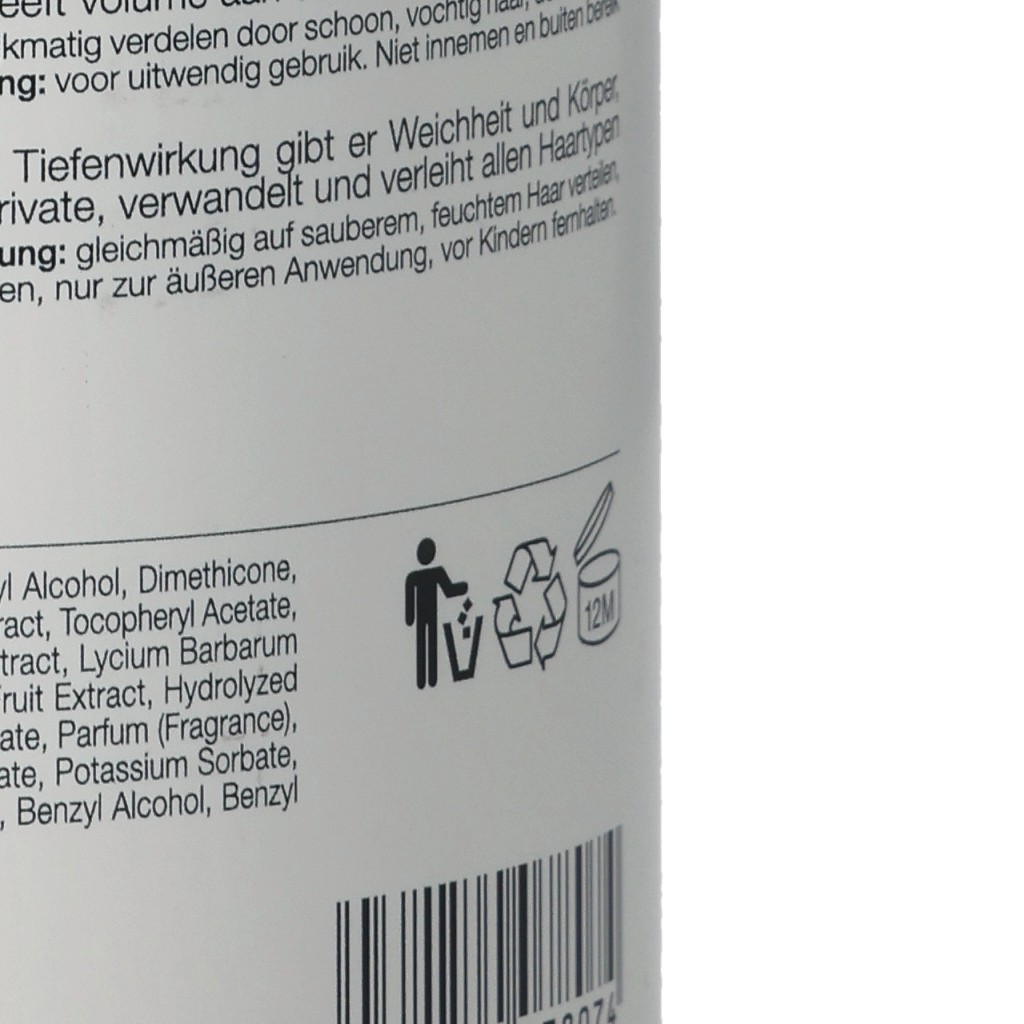 kmatig verdelen door schoon, vochtig haar,
ng: voor uitwendig gebruik. Niet innemen en buiten bereik
Tiefenwirkung gibt er Weichheit und Körper,
rivate, verwandelt und verleiht allen Haartypen
ung: gleichmäßig auf sauberem, feuchtem Haar verteilen,
en, nur zur äußeren Anwendung, vor Kindern fernhalten.
yl Alcohol, Dimethicone,
ract, Tocopheryl Acetate,
tract, Lycium Barbarum
ruit Extract, Hydrolyzed
ate, Parfum (Fragrance),
ate, Potassium Sorbate,
, Benzyl Alcohol, Benzyl
12M